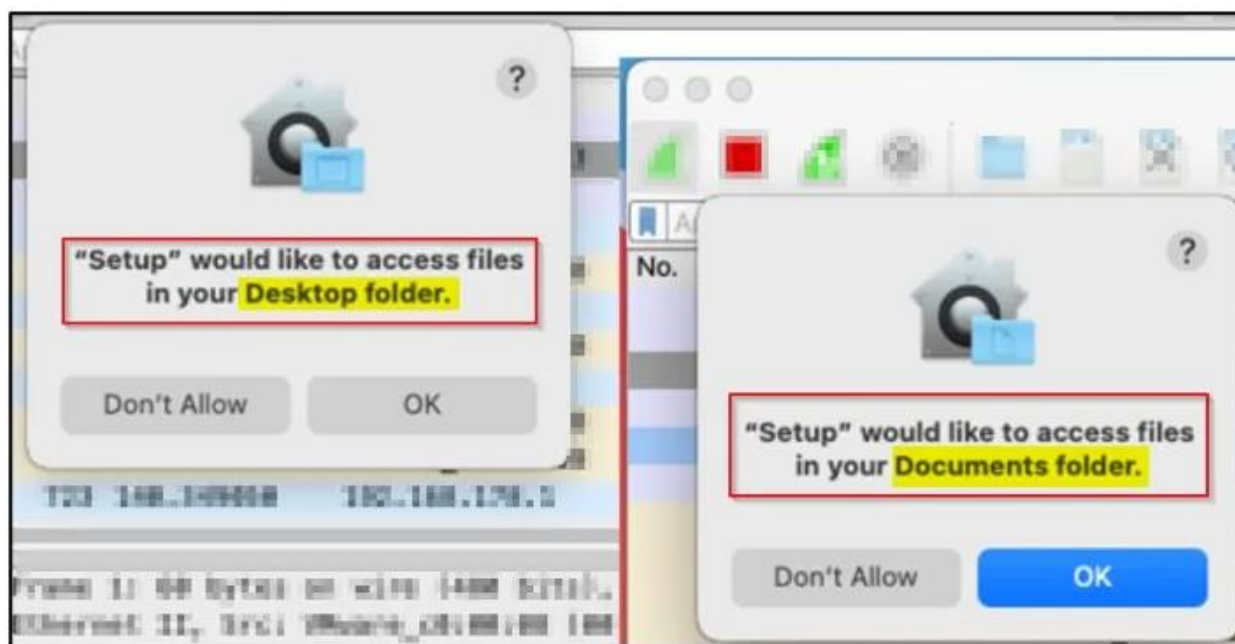 ?
“Setup” would like to access files
in your Desktop folder.
Don't Allow
OK
No.
?
“Setup” would like to access files
in your Documents folder.
Don't Allow
OK